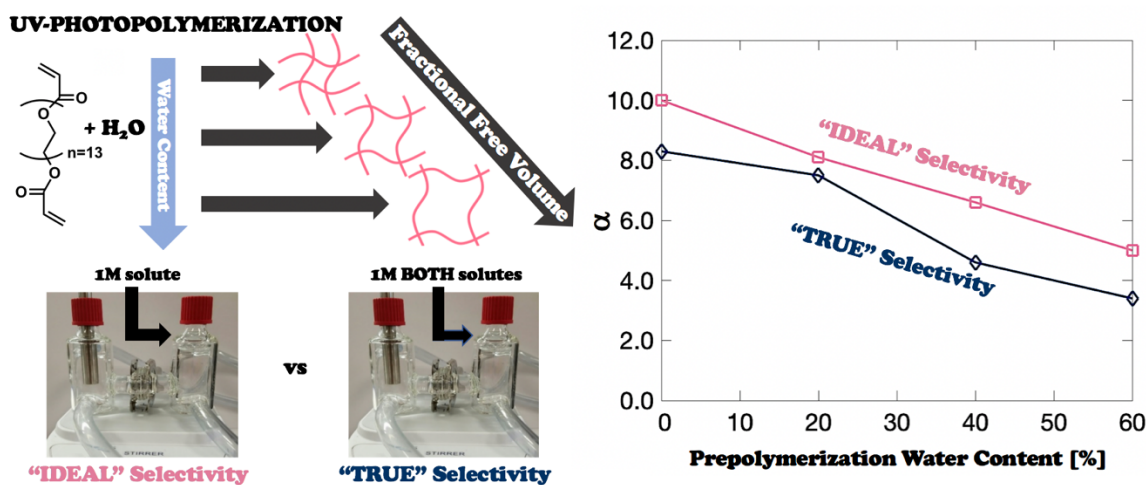 UV-PHOTOPOLYMERIZATION
O
O
n=13
O
O
+ H₂O
Water Content
Fractional Free Volume
1M solute
1M BOTH solutes
vs
STIRRER
STIRRER
"IDEAL" Selectivity
"TRUE" Selectivity
12.0
10.0
8.0
6.0
4.0
2.0
0.0
α
"IDEAL" Selectivity
"TRUE" Selectivity
0
10
20
30
40
50
60
Prepolymerization Water Content [%]